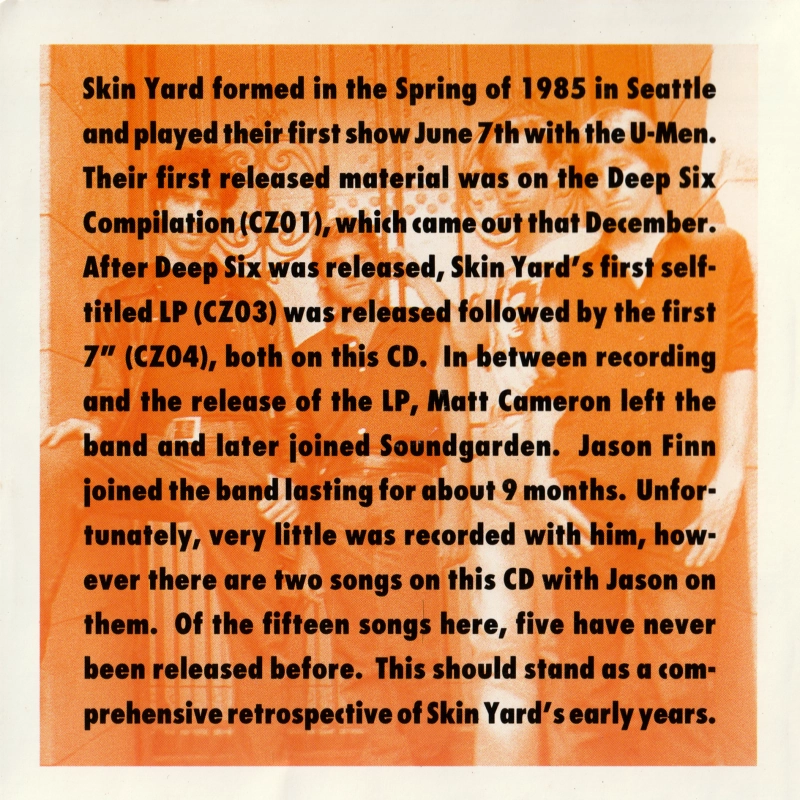 Skin Yard formed in the Spring of 1985 in Seattle
and played their first show June 7th with the U-Men.
Their first released material was on the Deep Six
Compilation (CZ01), which came out that December.
After Deep Six was released, Skin Yard's first self-
titled LP (CZ03) was released followed by the first
7" (CZ04), both on this CD.  In between recording
and the release of the LP, Matt Cameron left the
band and later joined Soundgarden.  Jason Finn
joined the band lasting for about 9 months.  Unfor-
tunately, very little was recorded with him, how-
ever there are two songs on this CD with Jason on
them.  Of the fifteen songs here, five have never
been released before.  This should stand as a com-
prehensive retrospective of Skin Yard's early years.